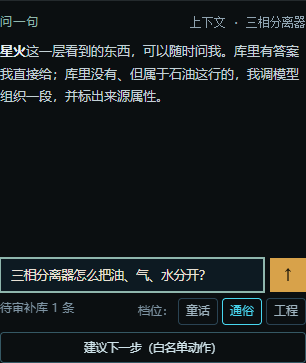 问一句 上下文 · 三相分离器
星火这一层看到的东西，可以随时问我。库里有答案
我直接给；库里没有、但属于石油这行的，我调模型
组织一段，并标出来源属性。
三相分离器怎么把油、气、水分开？ ↑
待审补库 1 条 档位： 童话 通俗 工程
建议下一步（白名单动作）